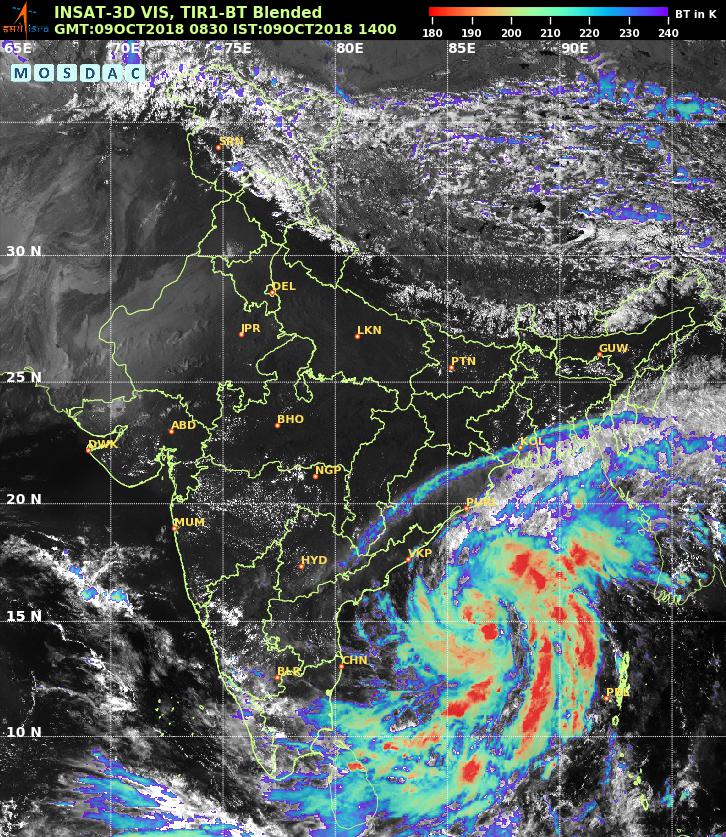 INSAT-3D VIS, TIR1-BT Blended
GMT:09OCT2018 0830 IST:09OCT2018 1400
BT in K
180 190 200 210 220 230 240
65E 70E 75E 80E 85E 90E
MOSDAC
SRN
30 N
DEL
JPR
LKN
GUW
PTN
25 N
BHO
ABD
KOL
DWK
NGP
20 N
MUM
VKP
HYD
15 N
CHN
BLR
10 N